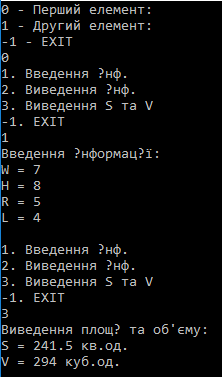 0 - Перший елемент:
1 - Другий елемент:
-1 - EXIT
0
1. Введення ?нф.
2. Виведення ?нф.
3. Виведення S та V
-1. EXIT
1
Введення ?нформац?ї:
W = 7
H = 8
R = 5
L = 4
1. Введення ?нф.
2. Виведення ?нф.
3. Виведення S та V
-1. EXIT
3
Виведення площ? та об'єму:
S = 241.5 кв.од.
V = 294 куб.од.